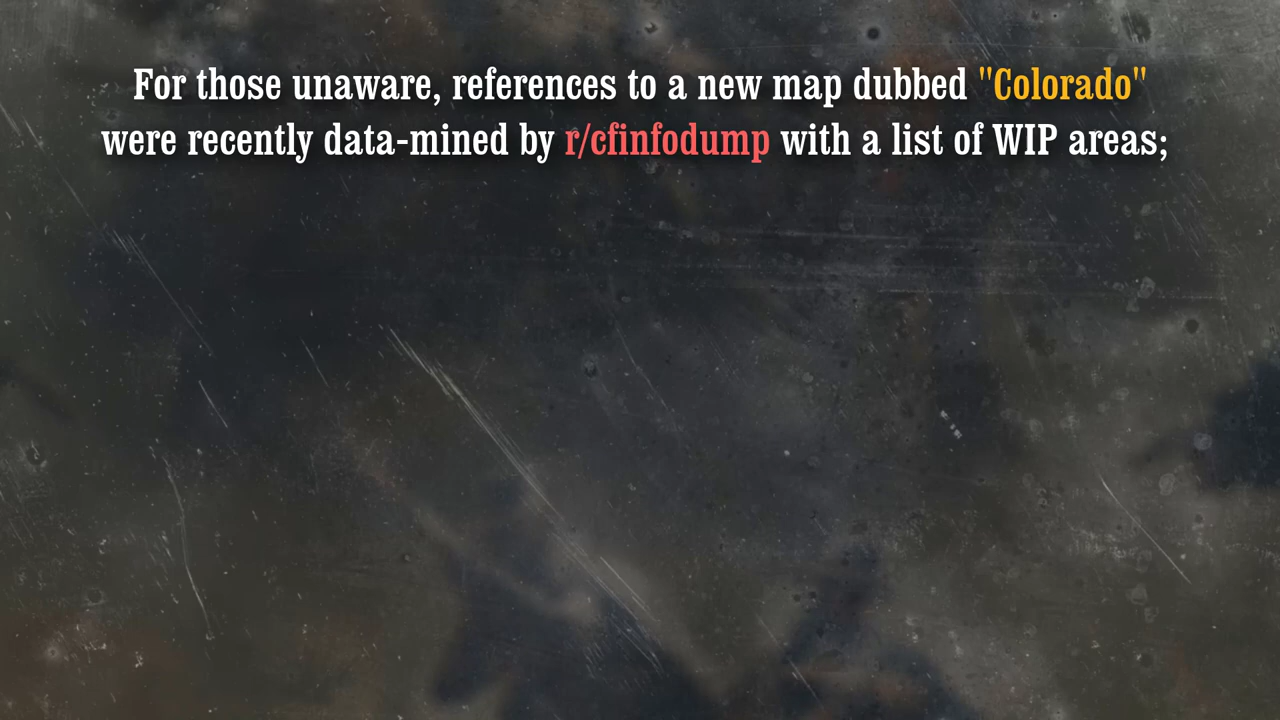 For those unaware, references to a new map dubbed "Colorado"
were recently data-mined by r/cfinfodump with a list of WIP areas;